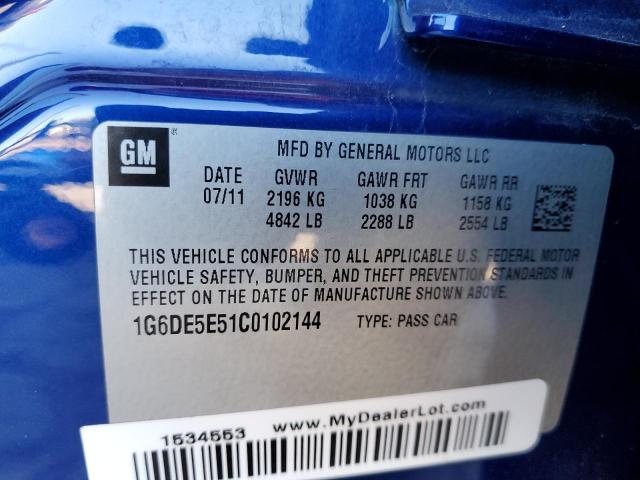 GM
MFD BY GENERAL MOTORS LLC
DATE GVWR GAWR FRT GAWR RR
07/11 2196 KG 1038 KG 1158 KG
4842 LB 2288 LB 2554 LB
THIS VEHICLE CONFORMS TO ALL APPLICABLE U.S. FEDERAL MOTOR
VEHICLE SAFETY, BUMPER, AND THEFT PREVENTION STANDARDS IN
EFFECT ON THE DATE OF MANUFACTURE SHOWN ABOVE.
1G6DE5E51C0102144 TYPE: PASS CAR
1534553 www.MyDealerLot.com